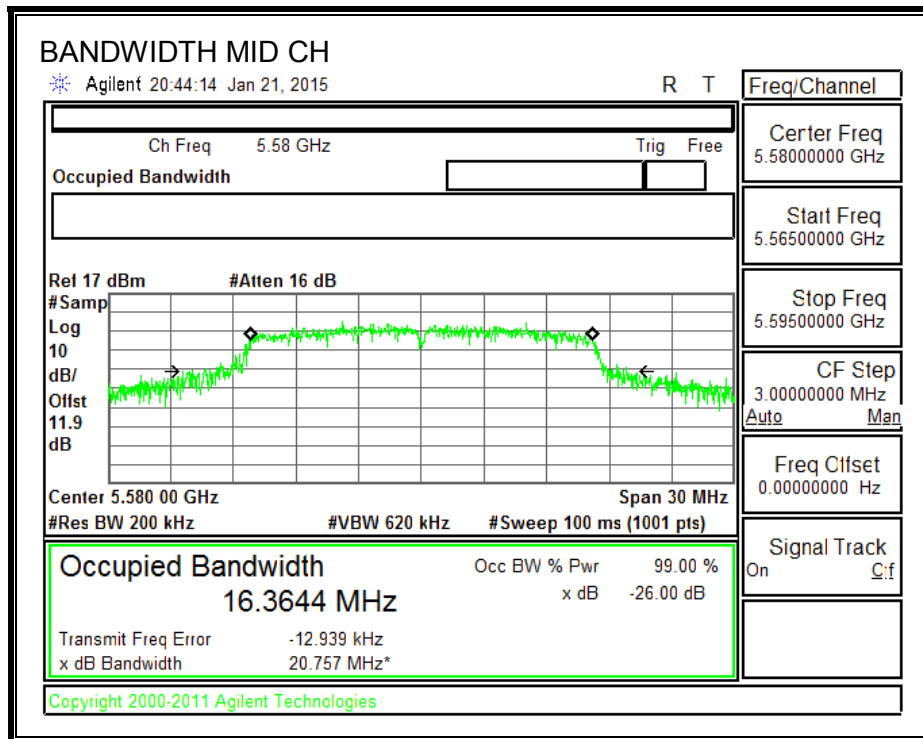 BANDWIDTH MID CH
Agilent 20:44:14 Jan 21, 2015 R T
Freq/Channel
Ch Freq 5.58 GHz Trig Free
Occupied Bandwidth
Center Freq
5.58000000 GHz
Start Freq
5.56500000 GHz
Stop Freq
5.59500000 GHz
CF Step
3.00000000 MHz
Auto Man
Freq Offset
0.00000000 Hz
Signal Track
On Off
Ref 17 dBm #Atten 16 dB
#Samp
Log
10
dB/
Offst
11.9
dB
Center 5.580 00 GHz Span 30 MHz
#Res BW 200 kHz #VBW 620 kHz #Sweep 100 ms (1001 pts)
Occupied Bandwidth
16.3644 MHz
Occ BW % Pwr 99.00 %
x dB -26.00 dB
Transmit Freq Error -12.939 kHz
x dB Bandwidth 20.757 MHz*
Copyright 2000-2011 Agilent Technologies